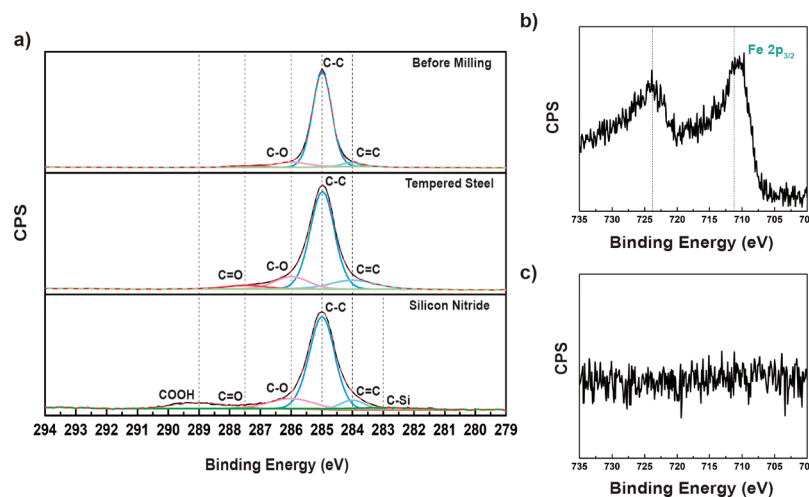 a)
Before Milling
C-C
C-O
C=C
Tempered Steel
C-C
C=O
C-O
C=C
Silicon Nitride
C-C
COOH
C=O
C-O
C=C
C-Si
CPS
294 293 292 291 290 289 288 287 286 285 284 283 282 281 280 279
Binding Energy (eV)
b)
Fe 2p3/2
CPS
735 730 725 720 715 710 705 70
Binding Energy (eV)
c)
CPS
735 730 725 720 715 710 705 70
Binding Energy (eV)